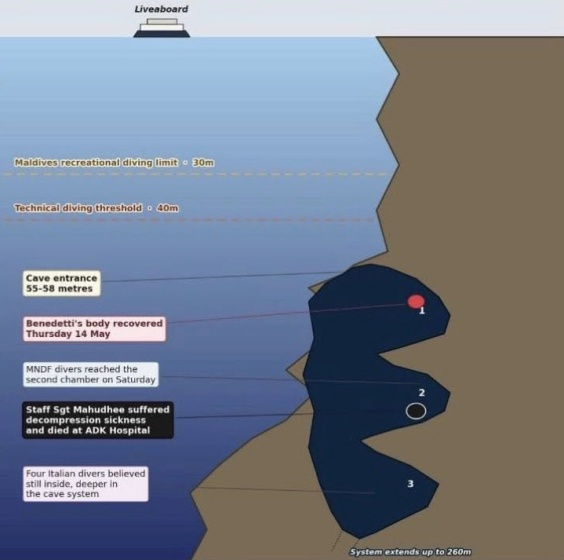 Liveaboard
Maldives recreational diving limit · 30m
Technical diving threshold · 40m
Cave entrance
55-58 metres
1
Benedetti's body recovered
Thursday 14 May
MNDF divers reached the
second chamber on Saturday
2
Staff Sgt Mahudhee suffered
decompression sickness
and died at ADK Hospital
Four Italian divers believed
still inside, deeper in
the cave system
3
System extends up to 260m